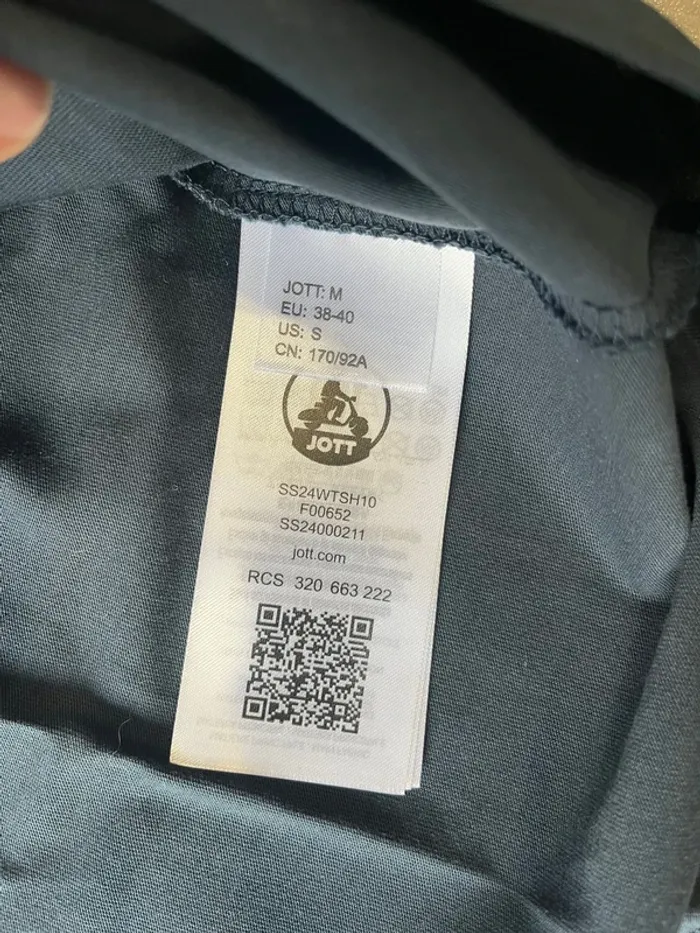 JOTT: M
EU: 38-40
US: S
CN: 170/92A
JOTT
SS24WTSH10
F00652
SS24000211
jott.com
RCS 320 663 222